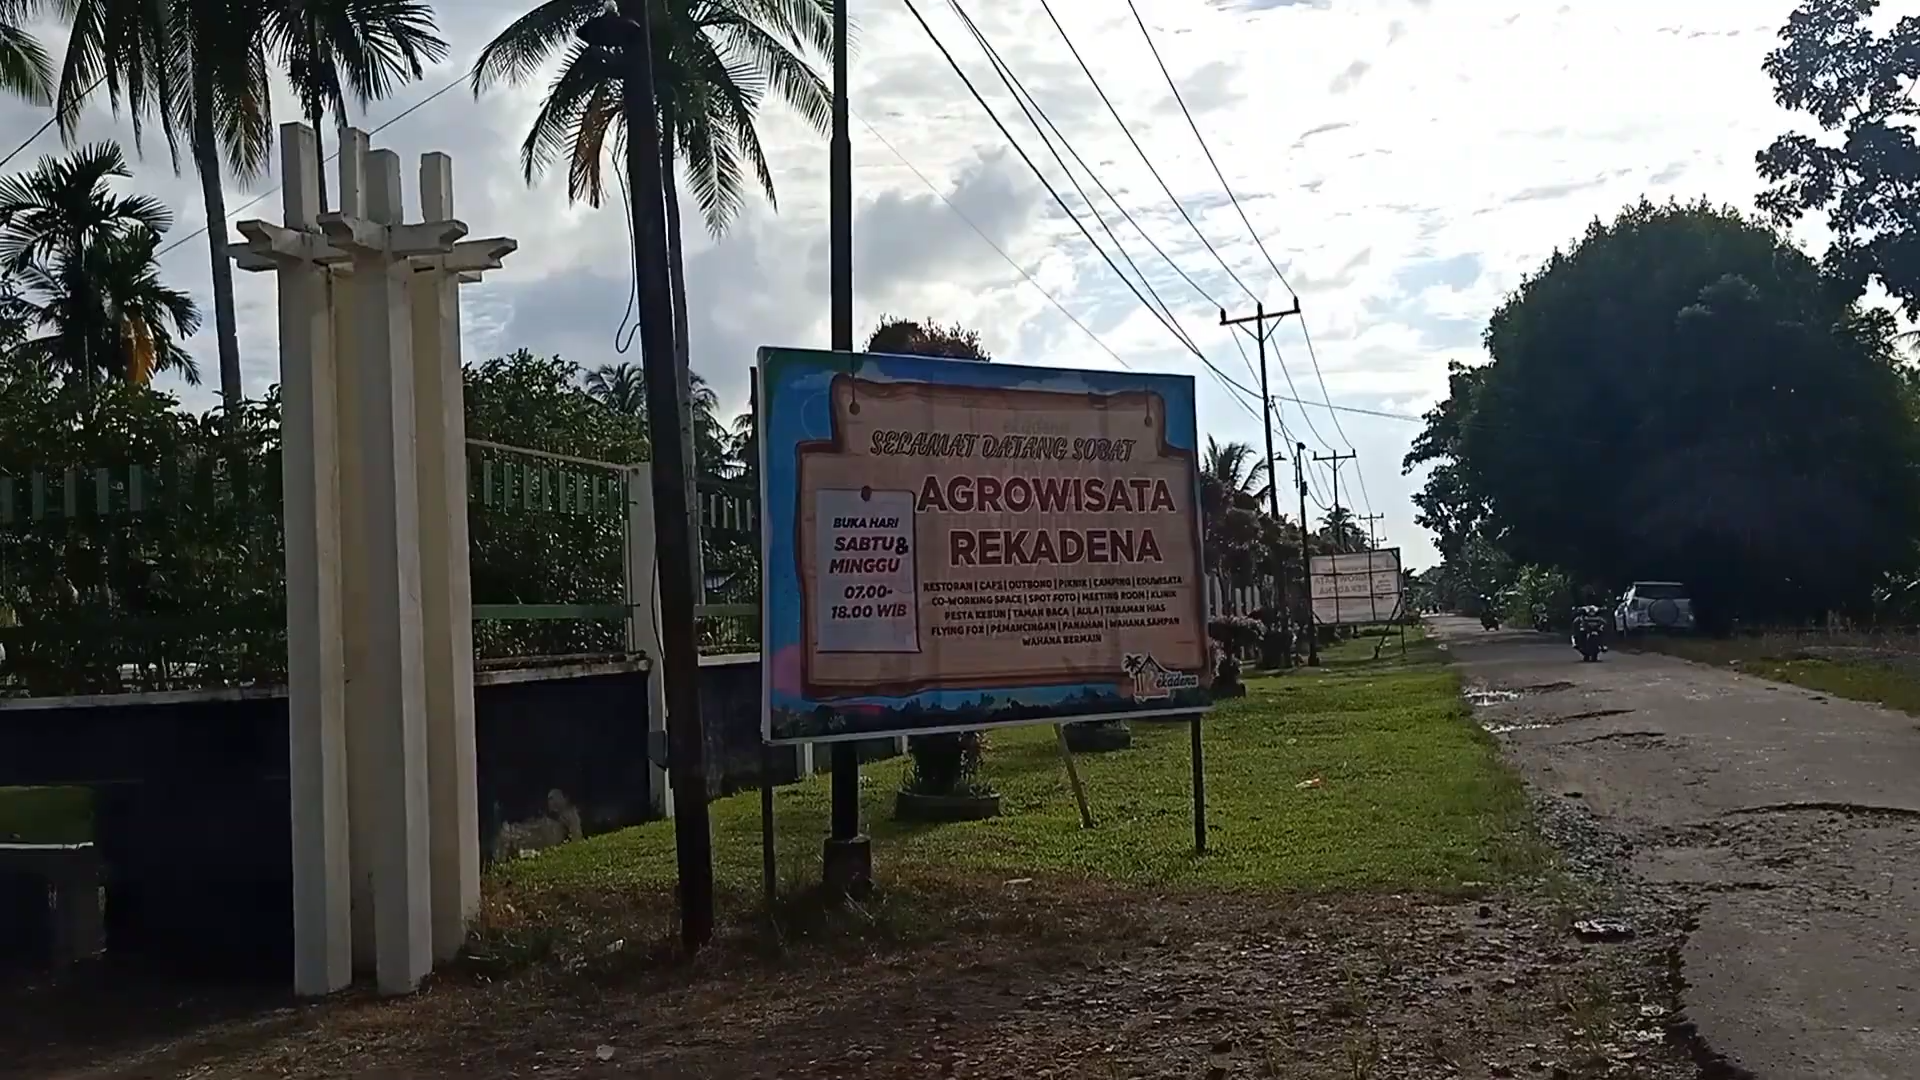 SELAMAT DATANG SOBAT
AGROWISATA
REKADENA
BUKA HARI
SABTU &
MINGGU
07.00-
18.00 WIB
RESTORAN | CAFS | OUTBOND | PIKNIK | CAMPING | EDUWISATA
CO-WORKING SPACE | SPOT FOTO | MEETING ROOM | KLINIK
PESTA KEBUN | TAMAN BACA | AULA | TANAMAN HIAS
FLYING FOX | PEMANCINGAN | PANAHAN | WAHANA SAMPAN
WAHANA BERMAIN
Rekadena